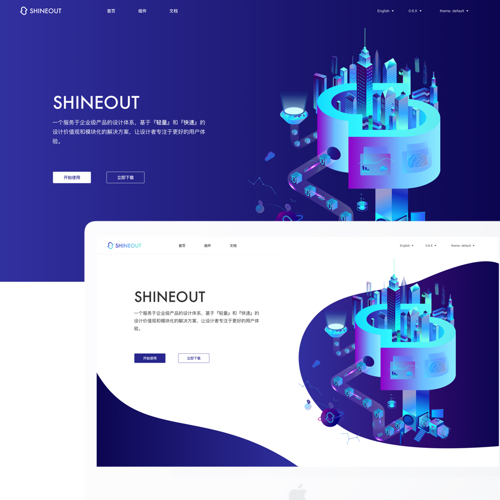 SHINEOUT 首页 组件 文档 English 0.6.X theme: default
SHINEOUT
一个服务于企业级产品的设计体系，基于『轻量』和『快速』的
设计价值观和模块化的解决方案，让设计者专注于更好的用户体
验。
开始使用 立即下载
SHINEOUT 首页 组件 文档 English 0.6.X theme: default
SHINEOUT
一个服务于企业级产品的设计体系，基于『轻量』和『快速』的
设计价值观和模块化的解决方案，让设计者专注于更好的用户体
验。
开始使用 立即下载